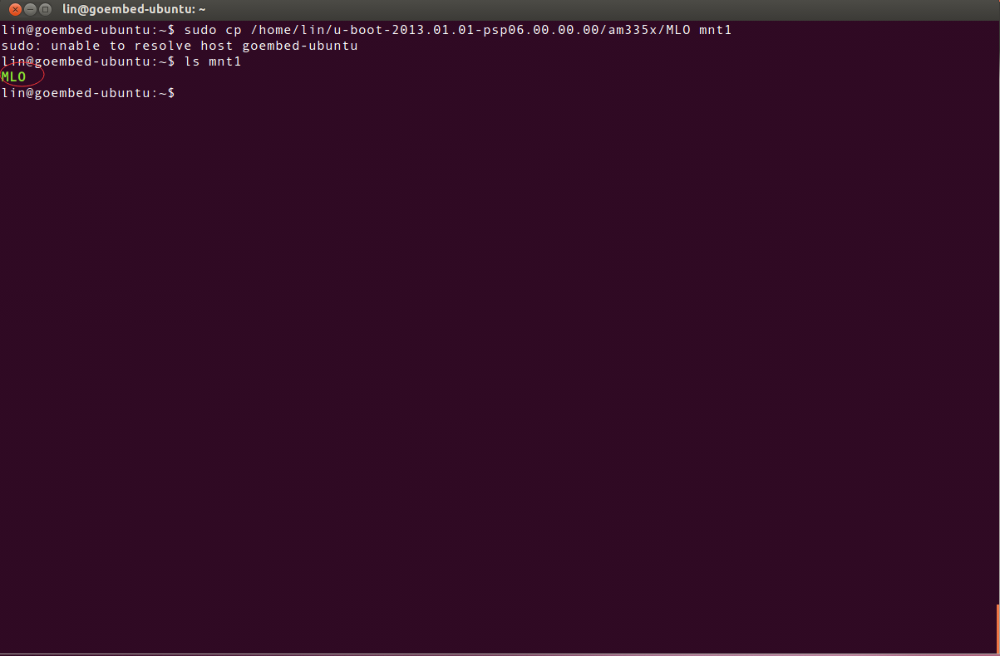 lin@goembed-ubuntu: ~
lin@goembed-ubuntu:~$ sudo cp /home/lin/u-boot-2013.01.01-psp06.00.00.00/am335x/MLO mnt1
sudo: unable to resolve host goembed-ubuntu
lin@goembed-ubuntu:~$ ls mnt1
MLO
lin@goembed-ubuntu:~$